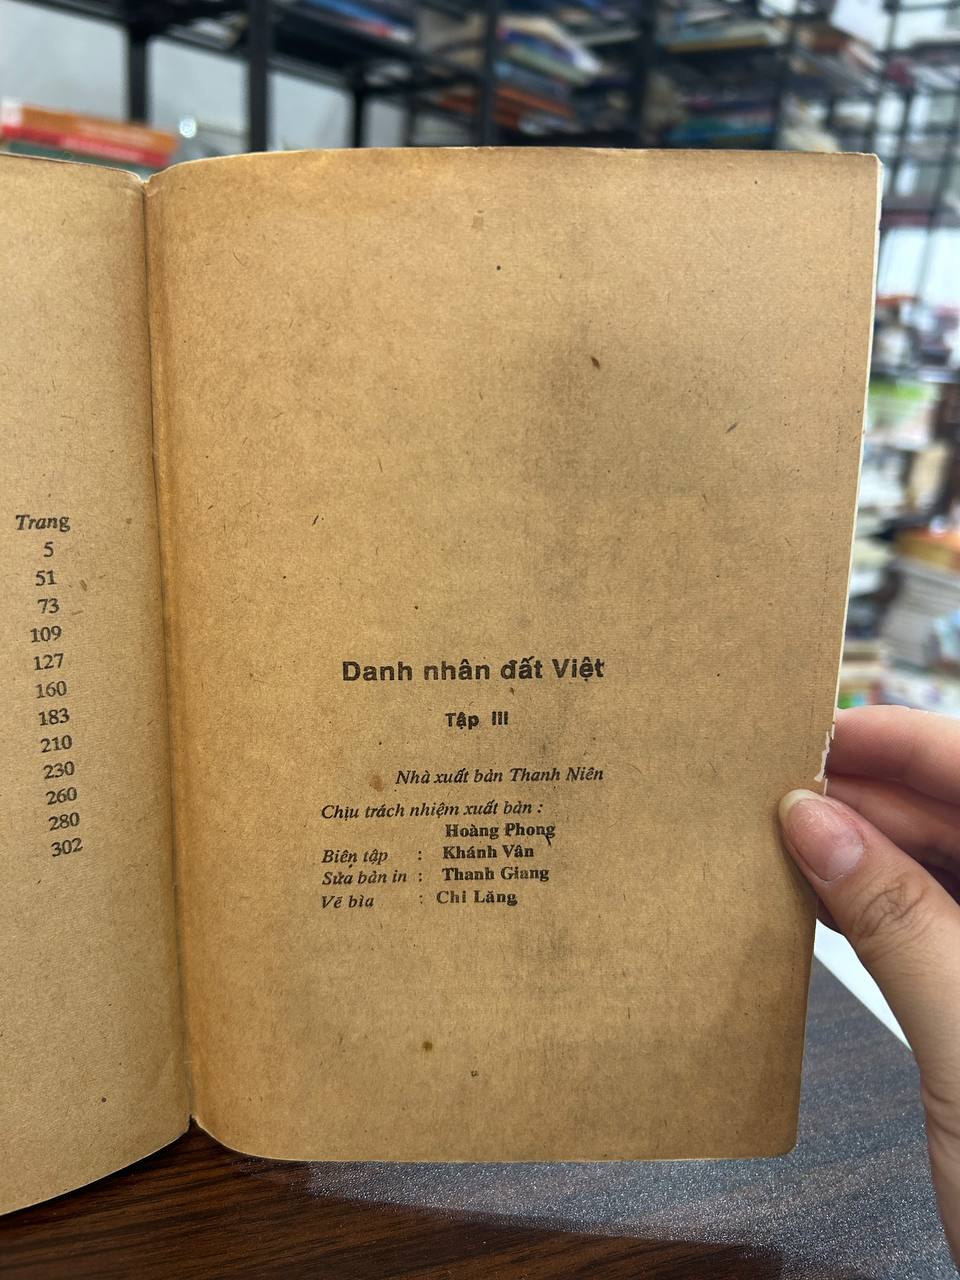 Trang
5
51
73
109
127
160
183
210
230
260
280
302
Danh nhân đất Việt
Tập III
Nhà xuất bản Thanh Niên
Chịu trách nhiệm xuất bản :
Hoàng Phong
Biên tập : Khánh Vân
Sửa bản in : Thanh Giang
Vẽ bìa : Chi Lăng